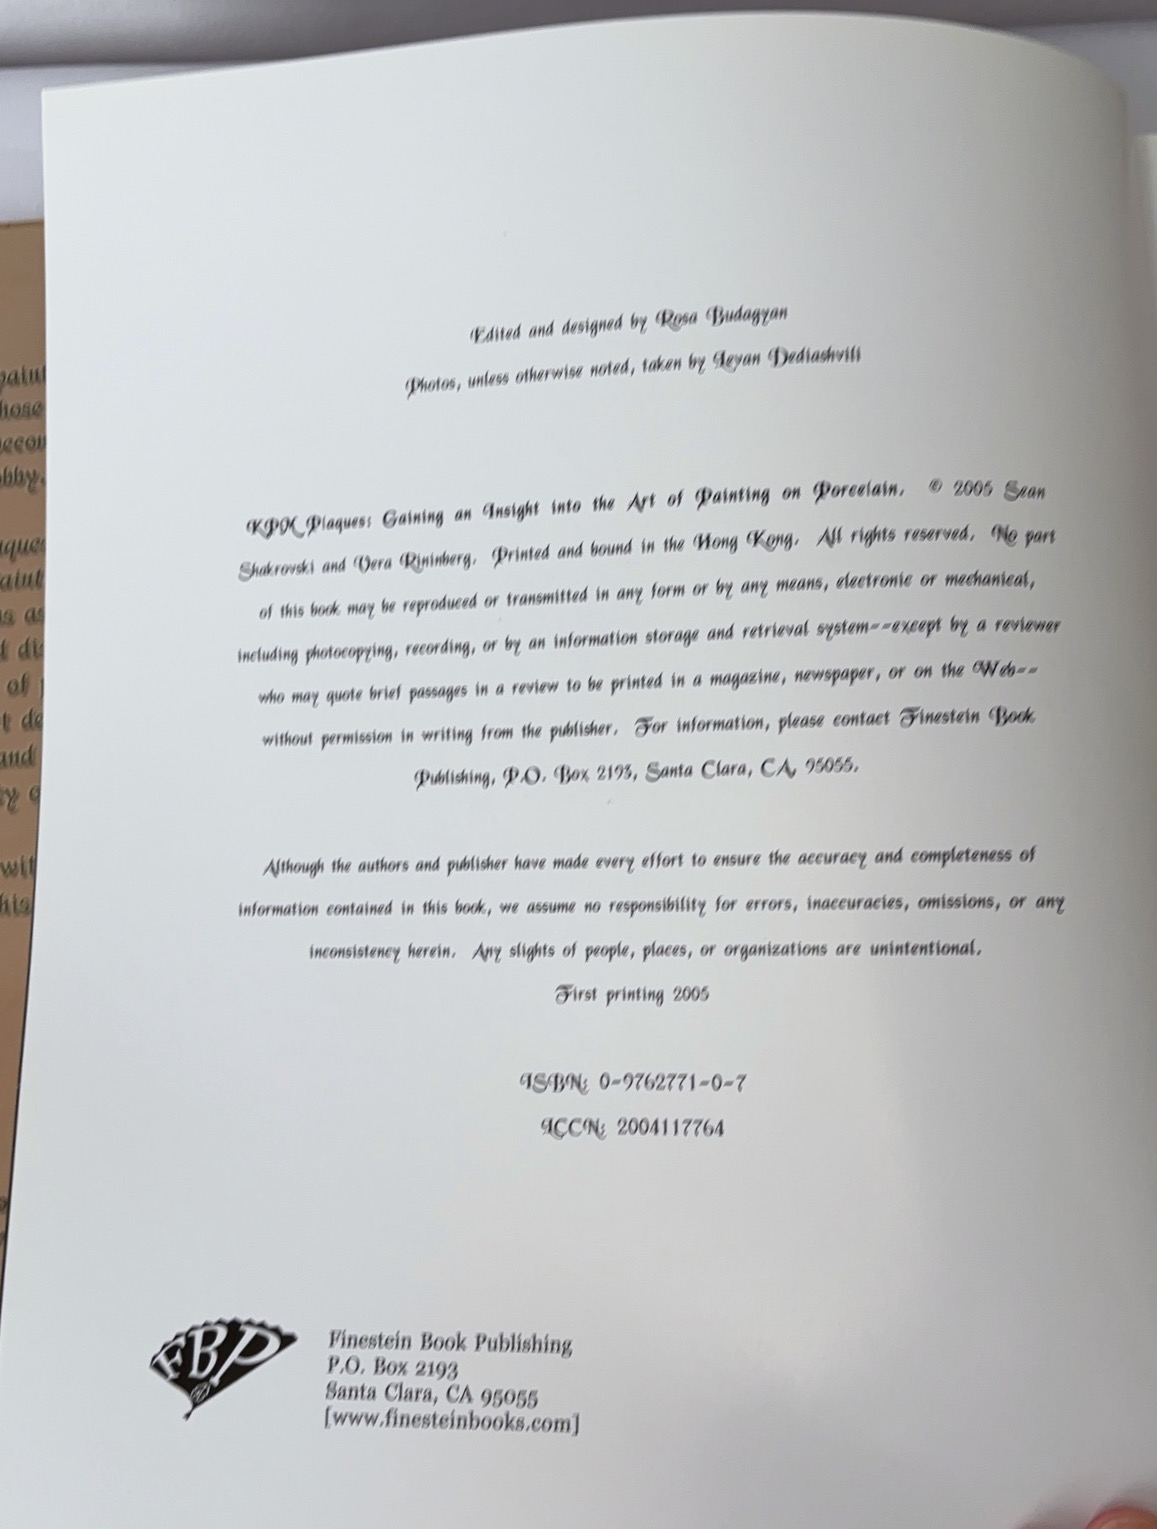 Edited and designed by Rosa Budagyan
Photos, unless otherwise noted, taken by Leyan Dediashvili
KPM Plaques: Gaining an Insight into the Art of Painting on Porcelain. © 2005 Sean
Shakrovski and Vera Rininberg. Printed and bound in the Hong Kong. All rights reserved. No part
of this book may be reproduced or transmitted in any form or by any means, electronic or mechanical,
including photocopying, recording, or by an information storage and retrieval system--except by a reviewer
who may quote brief passages in a review to be printed in a magazine, newspaper, or on the Web--
without permission in writing from the publisher. For information, please contact Finestein Book
Publishing, P.O. Box 2193, Santa Clara, CA, 95055.
Although the authors and publisher have made every effort to ensure the accuracy and completeness of
information contained in this book, we assume no responsibility for errors, inaccuracies, omissions, or any
inconsistency herein. Any slights of people, places, or organizations are unintentional.
First printing 2005
ISBN: 0-9762771-0-7
LCCN: 2004117764
FBP
Finestein Book Publishing
P.O. Box 2193
Santa Clara, CA 95055
[www.finesteinbooks.com]